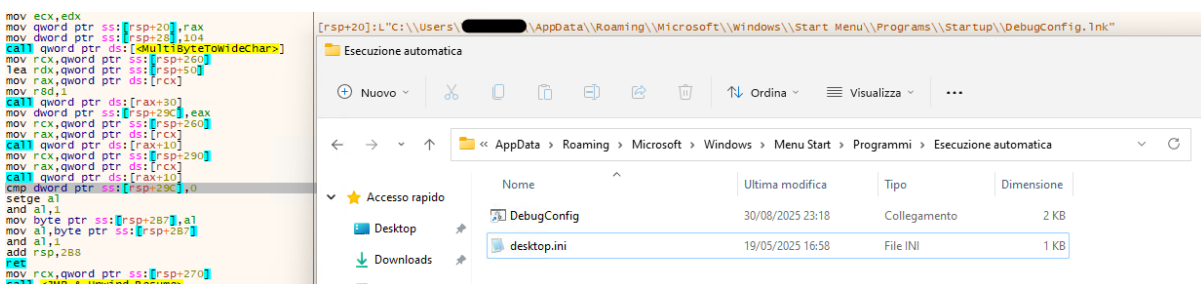 mov ecx,edx
mov qword ptr ss:[rsp+20],rax
mov dword ptr ss:[rsp+28],104
call qword ptr ds:[<MultiByteToWideChar>]
mov rcx,qword ptr ss:[rsp+260]
lea rdx,qword ptr ss:[rsp+50]
mov rax,qword ptr ds:[rcx]
mov r8d,1
call qword ptr ds:[rax+30]
mov dword ptr ss:[rsp+29C],eax
mov rcx,qword ptr ss:[rsp+260]
mov rax,qword ptr ds:[rcx]
call qword ptr ds:[rax+10]
mov rcx,qword ptr ss:[rsp+290]
mov rax,qword ptr ds:[rcx]
call qword ptr ds:[rax+10]
cmp dword ptr ss:[rsp+29C],0
setge al
and al,1
mov byte ptr ss:[rsp+2B7],al
mov al,byte ptr ss:[rsp+2B7]
and al,1
add rsp,2B8
ret
mov rcx,qword ptr ss:[rsp+270]
call <JMP.&_Unwind_Resume>
[rsp+20]:L"C:\\Users\ \\AppData\\Roaming\\Microsoft\\Windows\\Start Menu\\Programs\\Startup\\DebugConfig.lnk"
Esecuzione automatica
Nuovo Ordina Visualizza
« AppData > Roaming > Microsoft > Windows > Menu Start > Programmi > Esecuzione automatica
Accesso rapido
Desktop
Downloads
Nome Ultima modifica Tipo Dimensione
DebugConfig 30/08/2025 23:18 Collegamento 2 KB
desktop.ini 19/05/2025 16:58 File INI 1 KB